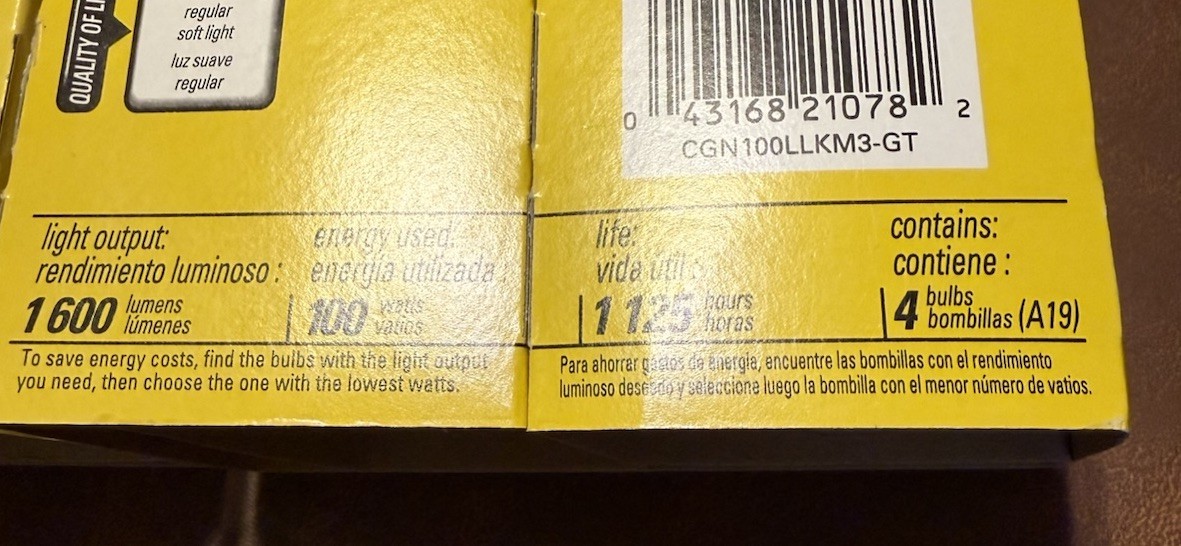 QUALITY OF
regular
soft light
luz suave
regular
0 43168 21078 2
CGN100LLKM3-GT
light output:
rendimiento luminoso :
1600 lumens
lúmenes
energy used:
energía utilizada :
100 watts
vatios
life:
vida útil :
1125 hours
horas
contains:
contiene :
4 bulbs
bombillas (A19)
To save energy costs, find the bulbs with the light output
you need, then choose the one with the lowest watts.
Para ahorrar gastos de energía, encuentre las bombillas con el rendimiento
luminoso deseado y seleccione luego la bombilla con el menor número de vatios.